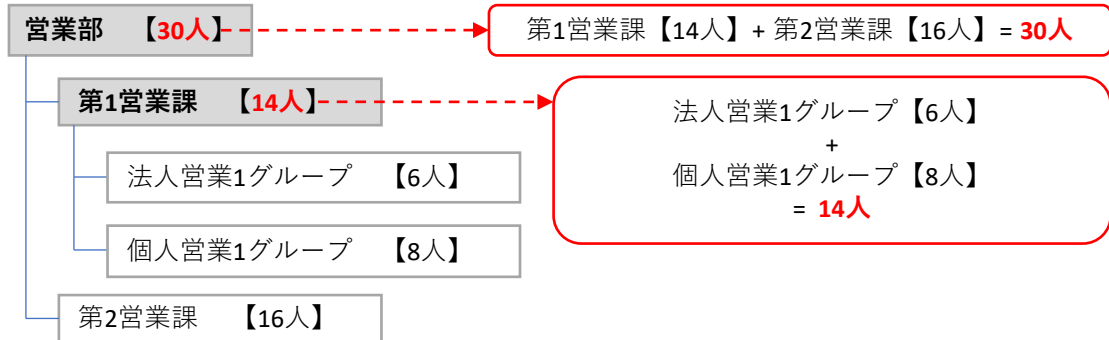 営業部 【30人】
第1営業課【14人】+ 第2営業課【16人】= 30人
第1営業課 【14人】
法人営業1グループ【6人】
+
個人営業1グループ【8人】
= 14人
法人営業1グループ 【6人】
個人営業1グループ 【8人】
第2営業課 【16人】